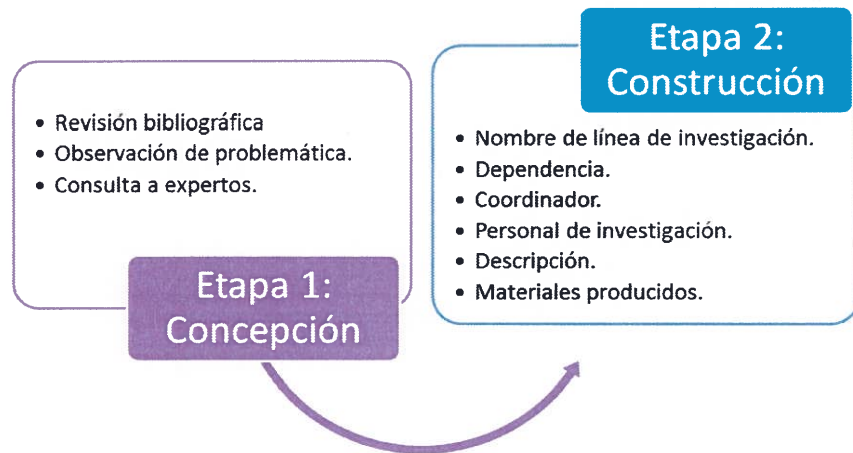 • Revisión bibliográfica
• Observación de problemática.
• Consulta a expertos.
Etapa 1:
Concepción
Etapa 2:
Construcción
• Nombre de línea de investigación.
• Dependencia.
• Coordinador.
• Personal de investigación.
• Descripción.
• Materiales producidos.